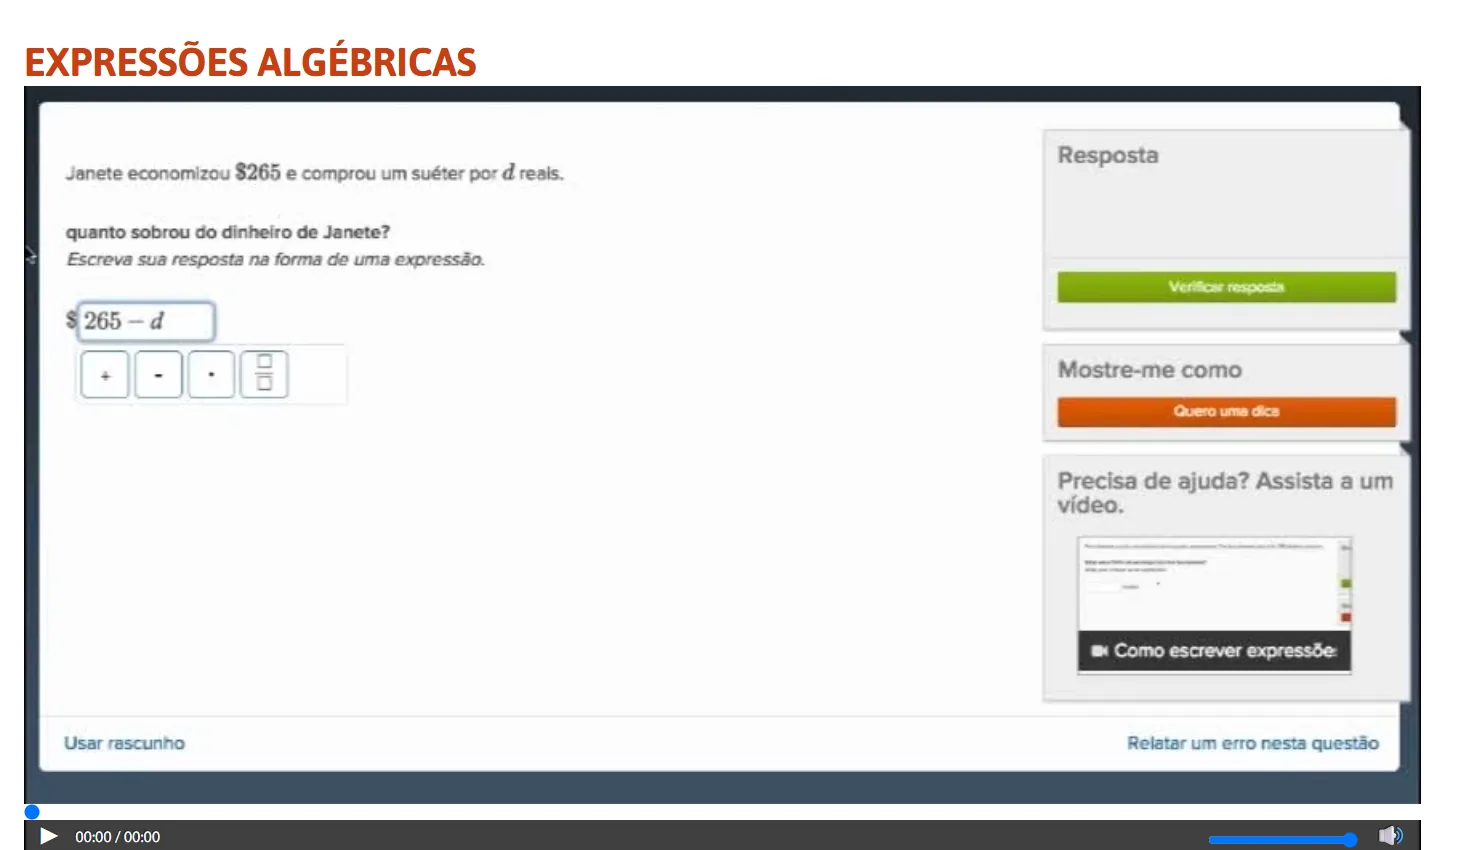 EXPRESSÕES ALGÉBRICAS
Janete economizou $265 e comprou um suéter por d reais.
quanto sobrou do dinheiro de Janete?
Escreva sua resposta na forma de uma expressão.
$ 265 − d
+ - · 
Resposta
Verificar resposta
Mostre-me como
Quero uma dica
Precisa de ajuda? Assista a um
vídeo.
Como escrever expressõe
Usar rascunho
Relatar um erro nesta questão
00:00 / 00:00